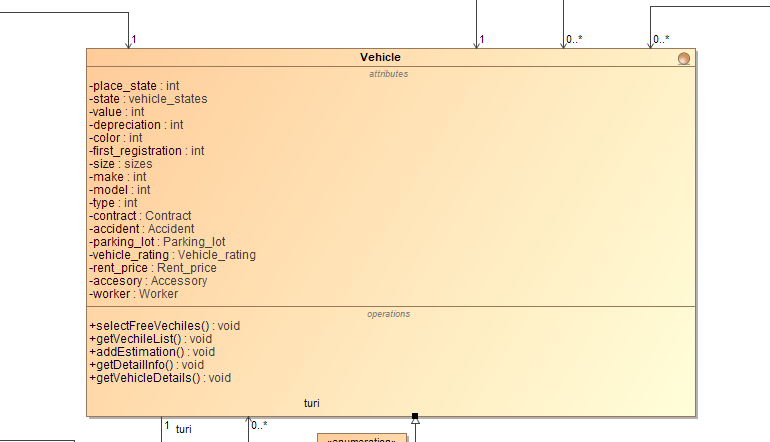 1
1
0..*
0..*
Vehicle
attributes
-place_state : int
-state : vehicle_states
-value : int
-depreciation : int
-color : int
-first_registration : int
-size : sizes
-make : int
-model : int
-type : int
-contract : Contract
-accident : Accident
-parking_lot : Parking_lot
-vehicle_rating : Vehicle_rating
-rent_price : Rent_price
-accesory : Accessory
-worker : Worker
operations
+selectFreeVechiles() : void
+getVechileList() : void
+addEstimation() : void
+getDetailInfo() : void
+getVehicleDetails() : void
turi
1
turi
0..*
«enumeration»